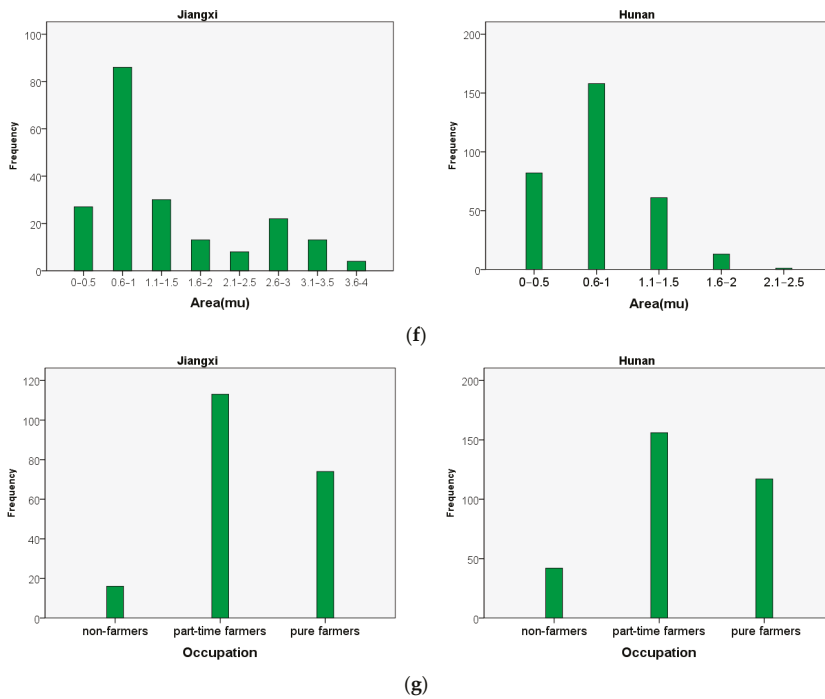 Jiangxi
Hunan
Frequency
100
80
60
40
20
0
0–0.5 0.6–1 1.1–1.5 1.6–2 2.1–2.5 2.6–3 3.1–3.5 3.6–4
Area(mu)
Frequency
200
150
100
50
0
0–0.5 0.6–1 1.1–1.5 1.6–2 2.1–2.5
Area(mu)
(f)
Jiangxi
Hunan
Frequency
120
100
80
60
40
20
0
non-farmers part-time farmers pure farmers
Occupation
Frequency
200
150
100
50
0
non-farmers part-time farmers pure farmers
Occupation
(g)